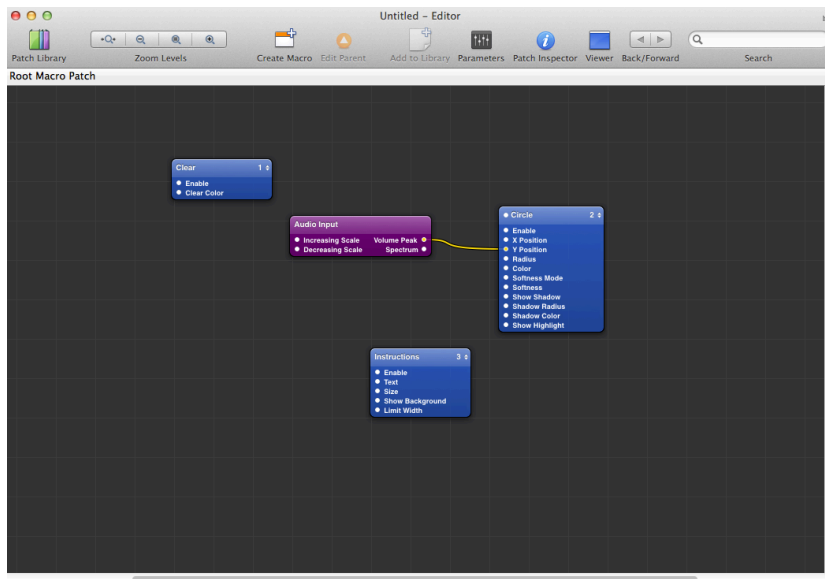 Untitled – Editor
Patch Library
Zoom Levels
Create Macro
Edit Parent
Add to Library
Parameters
Patch Inspector
Viewer
Back/Forward
Search
Root Macro Patch
Clear 1
Enable
Clear Color
Audio Input
Increasing Scale Volume Peak
Decreasing Scale Spectrum
Circle 2
Enable
X Position
Y Position
Radius
Color
Softness Mode
Softness
Show Shadow
Shadow Radius
Shadow Color
Show Highlight
Instructions 3
Enable
Text
Size
Show Background
Limit Width